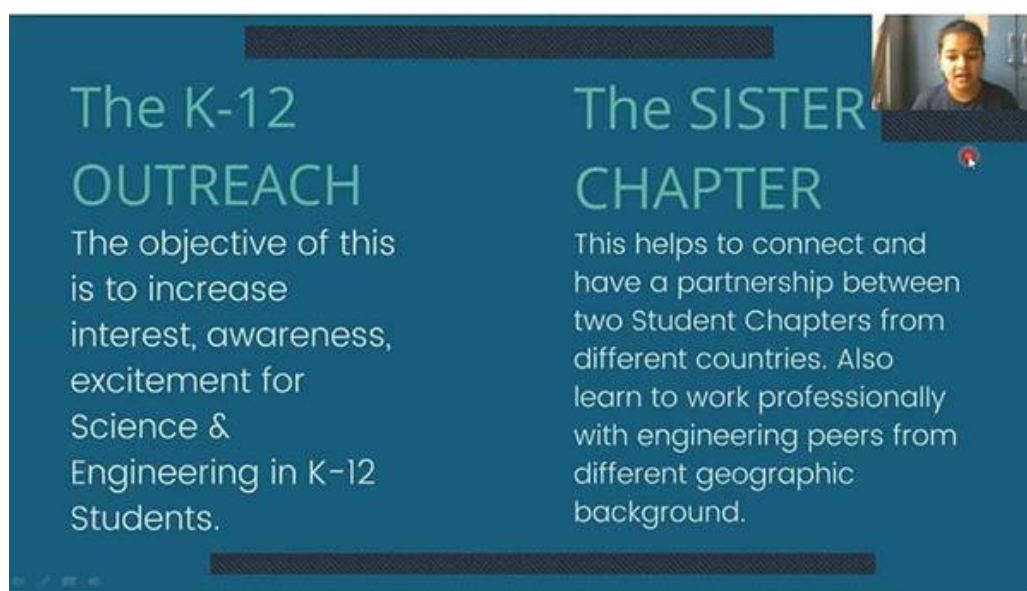 The K-12
OUTREACH
The objective of this
is to increase
interest, awareness,
excitement for
Science &
Engineering in K-12
Students.
The SISTER
CHAPTER
This helps to connect and
have a partnership between
two Student Chapters from
different countries. Also
learn to work professionally
with engineering peers from
different geographic
background.